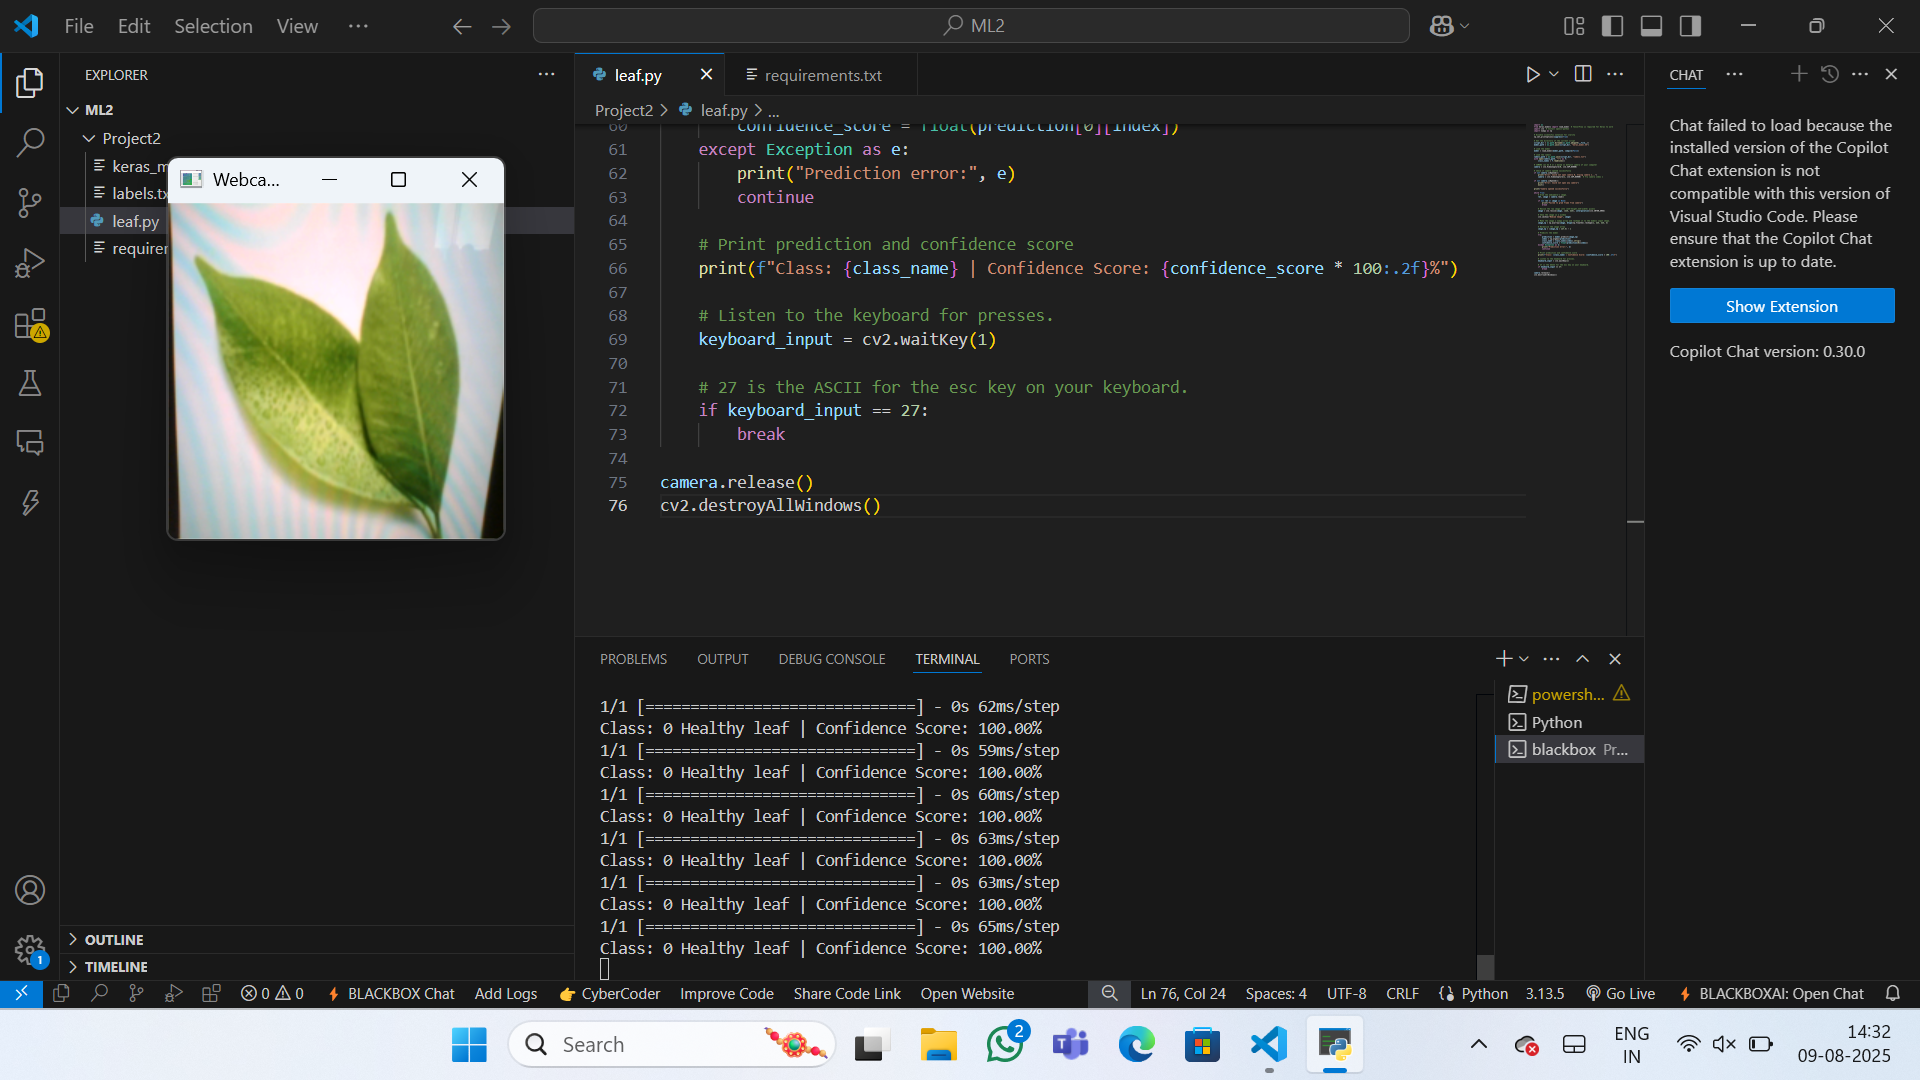 File Edit Selection View
ML2
EXPLORER
ML2
Project2
keras_m
labels.tx
leaf.py
requirem
Webca...
leaf.py
requirements.txt
Project2 > leaf.py > ...
60 confidence_score = float(prediction[0][index])
61 except Exception as e:
62 print("Prediction error:", e)
63 continue
64
65 # Print prediction and confidence score
66 print(f"Class: {class_name} | Confidence Score: {confidence_score * 100:.2f}%")
67
68 # Listen to the keyboard for presses.
69 keyboard_input = cv2.waitKey(1)
70
71 # 27 is the ASCII for the esc key on your keyboard.
72 if keyboard_input == 27:
73 break
74
75 camera.release()
76 cv2.destroyAllWindows()
CHAT
Chat failed to load because the
installed version of the Copilot
Chat extension is not
compatible with this version of
Visual Studio Code. Please
ensure that the Copilot Chat
extension is up to date.
Show Extension
Copilot Chat version: 0.30.0
PROBLEMS OUTPUT DEBUG CONSOLE TERMINAL PORTS
1/1 [==============================] - 0s 62ms/step
Class: 0 Healthy leaf | Confidence Score: 100.00%
1/1 [==============================] - 0s 59ms/step
Class: 0 Healthy leaf | Confidence Score: 100.00%
1/1 [==============================] - 0s 60ms/step
Class: 0 Healthy leaf | Confidence Score: 100.00%
1/1 [==============================] - 0s 63ms/step
Class: 0 Healthy leaf | Confidence Score: 100.00%
1/1 [==============================] - 0s 63ms/step
Class: 0 Healthy leaf | Confidence Score: 100.00%
1/1 [==============================] - 0s 65ms/step
Class: 0 Healthy leaf | Confidence Score: 100.00%
powersh...
Python
blackbox Pr...
OUTLINE
TIMELINE
1
0 0 BLACKBOX Chat Add Logs CyberCoder Improve Code Share Code Link Open Website Ln 76, Col 24 Spaces: 4 UTF-8 CRLF Python 3.13.5 Go Live BLACKBOXAI: Open Chat
Search
2
ENG
IN
14:32
09-08-2025